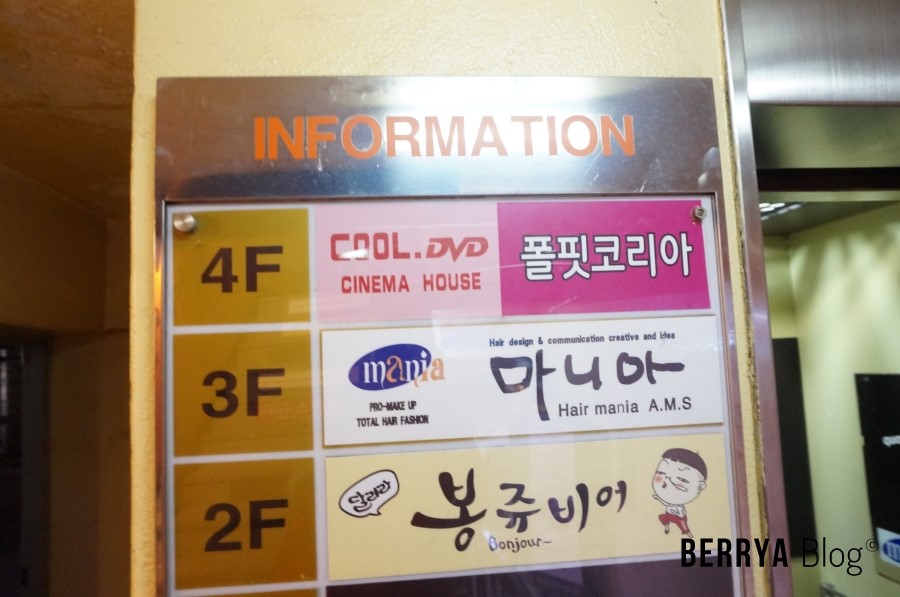 INFORMATION
4F
COOL.DVD
CINEMA HOUSE
폴핏코리아
3F
mania
PRO-MAKE UP
TOTAL HAIR FASHION
Hair design & communication creative and idea
마니아
Hair mania A.M.S
2F
달려라
봉쥬비어
Bonjour~
BERRYA Blog©